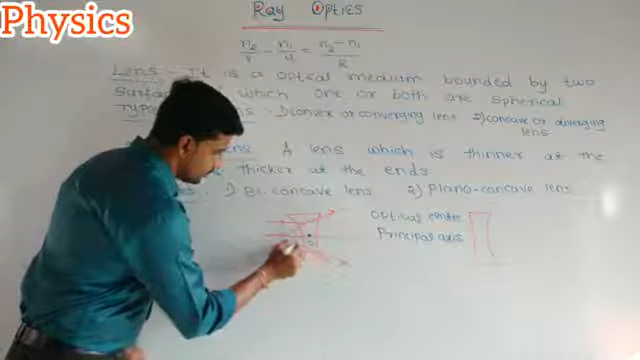 Physics
Ray Optics
n2/v - n1/u = n2-n1/R
Lens - It is a optical medium bounded by two
Surfaces which one or both are spherical
Types lens - 1) convex or converging lens 2) concave or diverging
lens
lens A lens which is thinner at the
thicker at the ends
1) Bi concave lens 2) Plano-concave lens
Optical centre
Principal axis